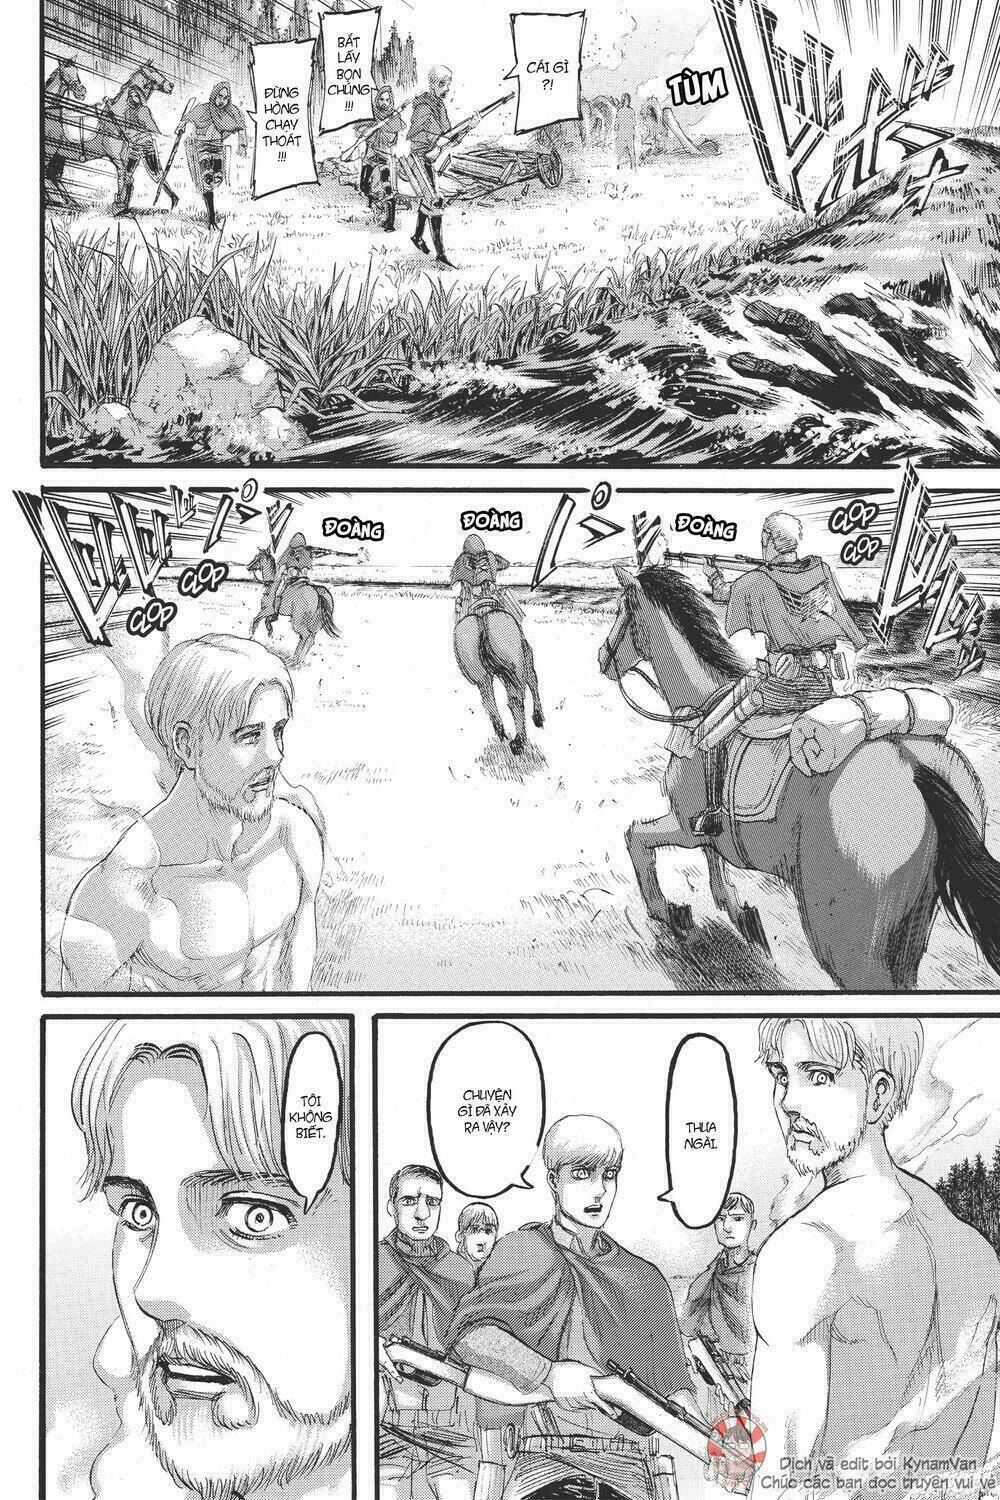 CÁI GÌ
?!
BẮT
LẤY
BỌN
CHÚNG
!!!
ĐỪNG
HÒNG
CHẠY
THOÁT
!!!
TÙM
ĐOÀNG
ĐOÀNG
ĐOÀNG
CLOP
CLOP
CLOP
CLOP
THƯA
NGÀI.
CHUYỆN
GÌ ĐÃ XẢY
RA VẬY?
TÔI
KHÔNG
BIẾT.
Dịch và edit bởi KynamVan
Chúc các bạn đọc truyện vui vẻ